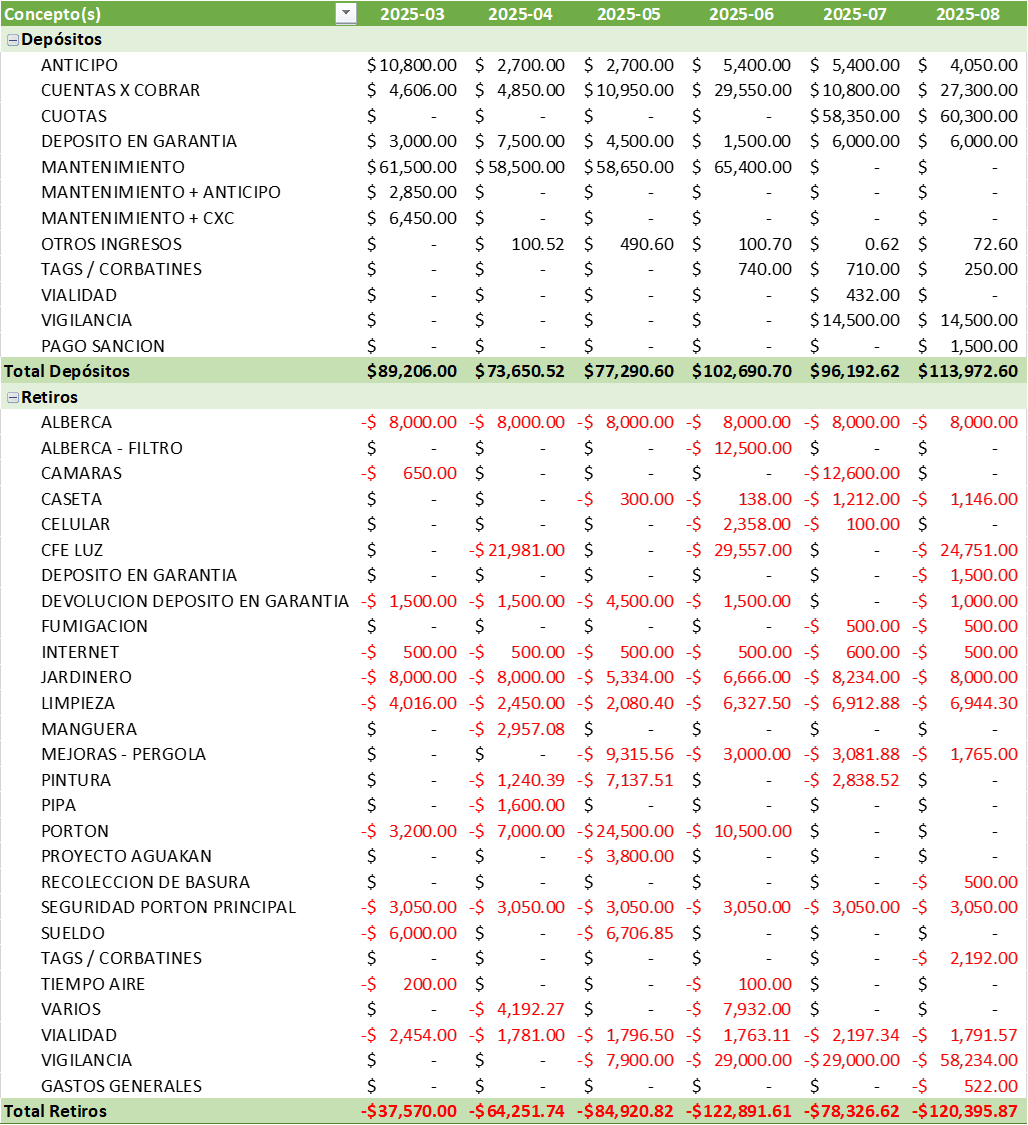 Concepto(s) 2025-03 2025-04 2025-05 2025-06 2025-07 2025-08
Depósitos
ANTICIPO $10,800.00 $ 2,700.00 $ 2,700.00 $ 5,400.00 $ 5,400.00 $ 4,050.00
CUENTAS X COBRAR $ 4,606.00 $ 4,850.00 $10,950.00 $ 29,550.00 $10,800.00 $ 27,300.00
CUOTAS $ - $ - $ - $ - $58,350.00 $ 60,300.00
DEPOSITO EN GARANTIA $ 3,000.00 $ 7,500.00 $ 4,500.00 $ 1,500.00 $ 6,000.00 $ 6,000.00
MANTENIMIENTO $61,500.00 $58,500.00 $58,650.00 $ 65,400.00 $ - $ -
MANTENIMIENTO + ANTICIPO $ 2,850.00 $ - $ - $ - $ - $ -
MANTENIMIENTO + CXC $ 6,450.00 $ - $ - $ - $ - $ -
OTROS INGRESOS $ - $ 100.52 $ 490.60 $ 100.70 $ 0.62 $ 72.60
TAGS / CORBATINES $ - $ - $ - $ 740.00 $ 710.00 $ 250.00
VIALIDAD $ - $ - $ - $ - $ 432.00 $ -
VIGILANCIA $ - $ - $ - $ - $14,500.00 $ 14,500.00
PAGO SANCION $ - $ - $ - $ - $ - $ 1,500.00
Total Depósitos $89,206.00 $73,650.52 $77,290.60 $102,690.70 $96,192.62 $113,972.60
Retiros
ALBERCA -$ 8,000.00 -$ 8,000.00 -$ 8,000.00 -$ 8,000.00 -$ 8,000.00 -$ 8,000.00
ALBERCA - FILTRO $ - $ - $ - -$ 12,500.00 $ - $ -
CAMARAS -$ 650.00 $ - $ - $ - -$12,600.00 $ -
CASETA $ - $ - -$ 300.00 -$ 138.00 -$ 1,212.00 -$ 1,146.00
CELULAR $ - $ - $ - -$ 2,358.00 -$ 100.00 $ -
CFE LUZ $ - -$21,981.00 $ - -$ 29,557.00 $ - -$ 24,751.00
DEPOSITO EN GARANTIA $ - $ - $ - $ - $ - -$ 1,500.00
DEVOLUCION DEPOSITO EN GARANTIA -$ 1,500.00 -$ 1,500.00 -$ 4,500.00 -$ 1,500.00 $ - -$ 1,000.00
FUMIGACION $ - $ - $ - $ - -$ 500.00 -$ 500.00
INTERNET -$ 500.00 -$ 500.00 -$ 500.00 -$ 500.00 -$ 600.00 -$ 500.00
JARDINERO -$ 8,000.00 -$ 8,000.00 -$ 5,334.00 -$ 6,666.00 -$ 8,234.00 -$ 8,000.00
LIMPIEZA -$ 4,016.00 -$ 2,450.00 -$ 2,080.40 -$ 6,327.50 -$ 6,912.88 -$ 6,944.30
MANGUERA $ - -$ 2,957.08 $ - $ - $ - $ -
MEJORAS - PERGOLA $ - $ - -$ 9,315.56 -$ 3,000.00 -$ 3,081.88 -$ 1,765.00
PINTURA $ - -$ 1,240.39 -$ 7,137.51 $ - -$ 2,838.52 $ -
PIPA $ - -$ 1,600.00 $ - $ - $ - $ -
PORTON -$ 3,200.00 -$ 7,000.00 -$24,500.00 -$ 10,500.00 $ - $ -
PROYECTO AGUAKAN $ - $ - -$ 3,800.00 $ - $ - $ -
RECOLECCION DE BASURA $ - $ - $ - $ - $ - -$ 500.00
SEGURIDAD PORTON PRINCIPAL -$ 3,050.00 -$ 3,050.00 -$ 3,050.00 -$ 3,050.00 -$ 3,050.00 -$ 3,050.00
SUELDO -$ 6,000.00 $ - -$ 6,706.85 $ - $ - $ -
TAGS / CORBATINES $ - $ - $ - $ - $ - -$ 2,192.00
TIEMPO AIRE -$ 200.00 $ - $ - -$ 100.00 $ - $ -
VARIOS $ - -$ 4,192.27 $ - -$ 7,932.00 $ - $ -
VIALIDAD -$ 2,454.00 -$ 1,781.00 -$ 1,796.50 -$ 1,763.11 -$ 2,197.34 -$ 1,791.57
VIGILANCIA $ - $ - -$ 7,900.00 -$ 29,000.00 -$29,000.00 -$ 58,234.00
GASTOS GENERALES $ - $ - $ - $ - $ - -$ 522.00
Total Retiros -$37,570.00 -$64,251.74 -$84,920.82 -$122,891.61 -$78,326.62 -$120,395.87